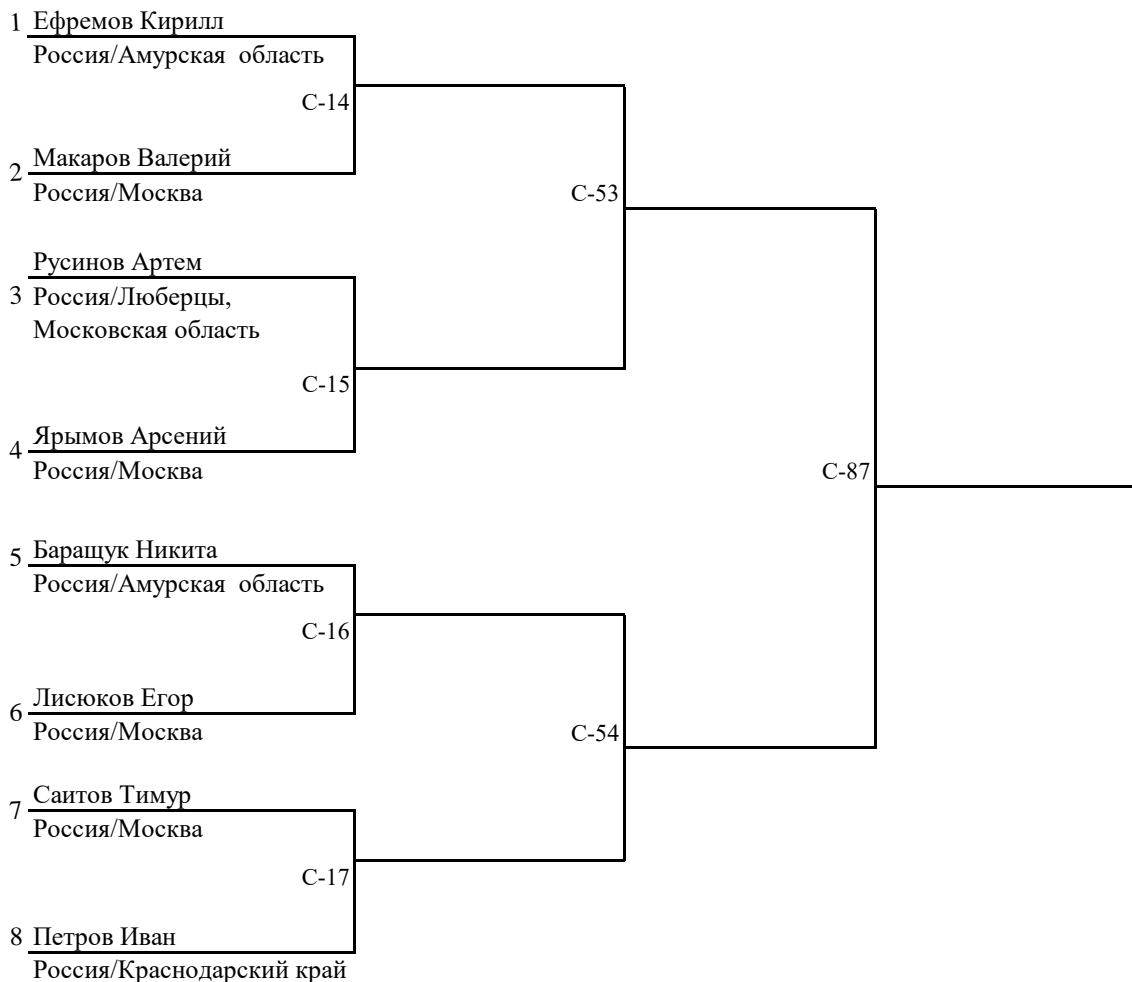 1 Ефремов Кирилл
Россия/Амурская область
С-14
2 Макаров Валерий
Россия/Москва
С-53
Русинов Артем
3 Россия/Люберцы,
Московская область
С-15
4 Ярымов Арсений
Россия/Москва
С-87
5 Баращук Никита
Россия/Амурская область
С-16
6 Лисюков Егор
Россия/Москва
С-54
7 Саитов Тимур
Россия/Москва
С-17
8 Петров Иван
Россия/Краснодарский край